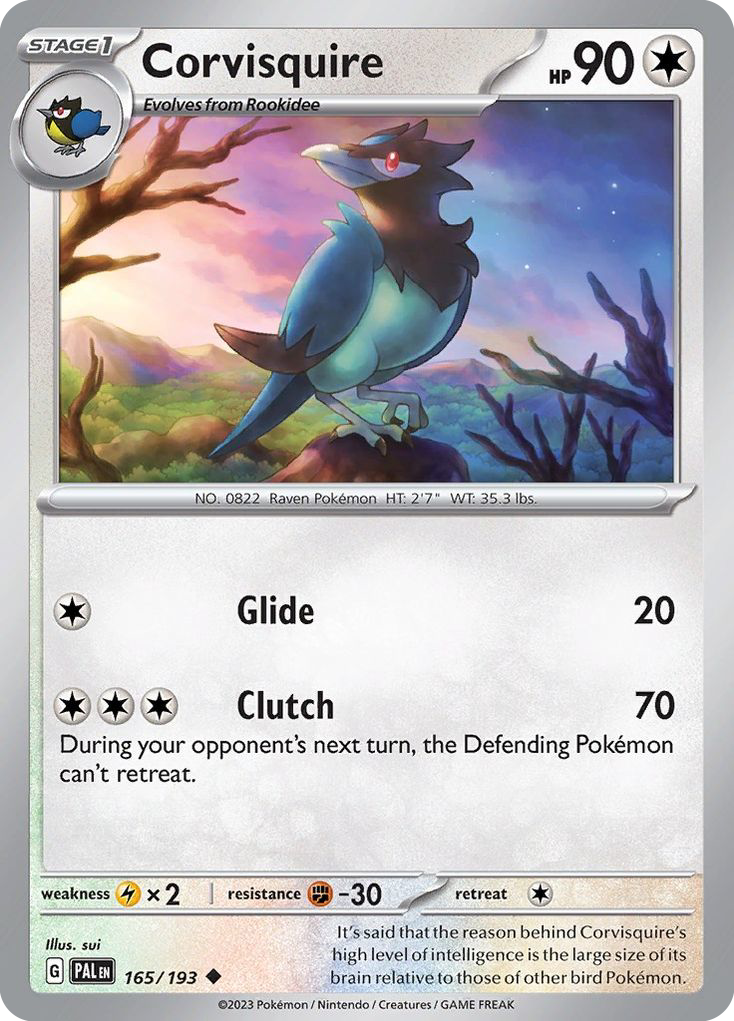 STAGE 1
Corvisquire
HP 90
Evolves from Rookidee
NO. 0822 Raven Pokémon HT: 2'7" WT: 35.3 lbs.
Glide 20
Clutch 70
During your opponent's next turn, the Defending Pokémon
can't retreat.
weakness ×2 resistance -30 retreat
Illus. sui
It's said that the reason behind Corvisquire's
high level of intelligence is the large size of its
brain relative to those of other bird Pokémon.
G PAL EN 165/193
©2023 Pokémon / Nintendo / Creatures / GAME FREAK